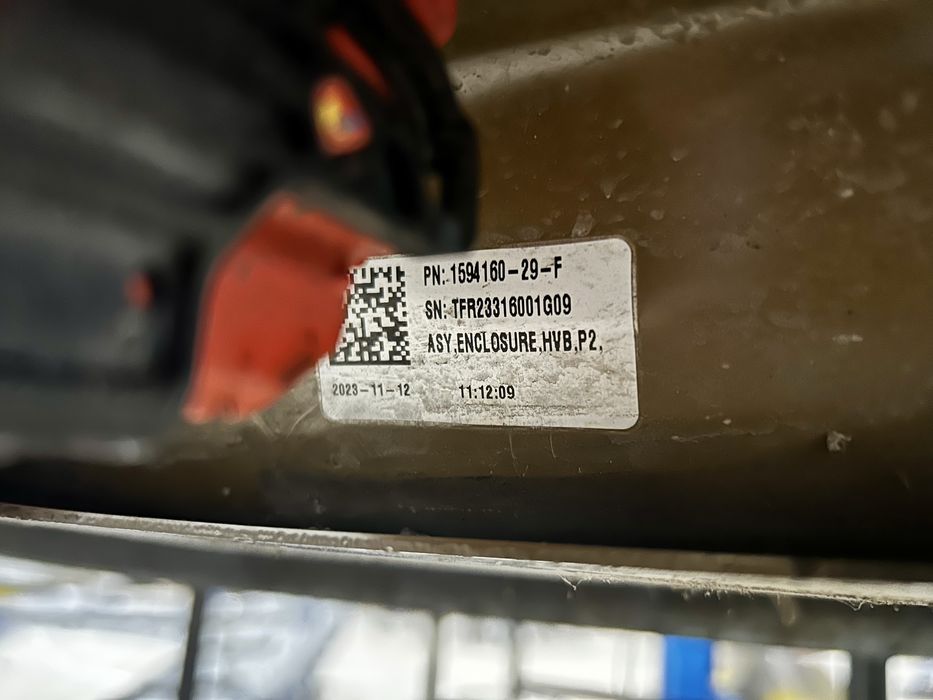 PN: 1594160-29-F
SN: TFR23316001G09
ASY,ENCLOSURE,HVB,P2,
2023-11-12 11:12:09